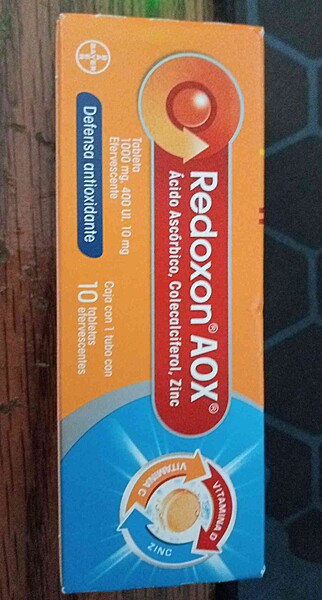 Redoxon® AOX®
Ácido Ascórbico, Colecalciferol, Zinc
Tableta
1000 mg, 400 UI, 10 mg
Efervescente
Defensa antioxidante
Caja con 1 tubo con
10 tabletas
efervescentes
VITAMINA C
VITAMINA D
ZINC
BAYER